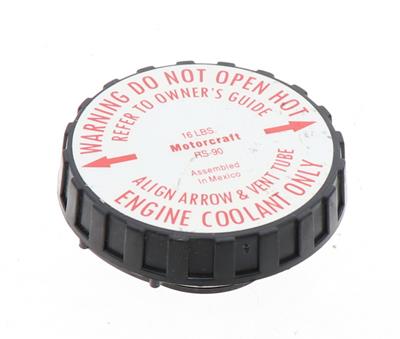 WARNING DO NOT OPEN HOT
REFER TO OWNER'S GUIDE
16 LBS.
Motorcraft
RS-90
Assembled
In Mexico
ALIGN ARROW & VENT TUBE
ENGINE COOLANT ONLY